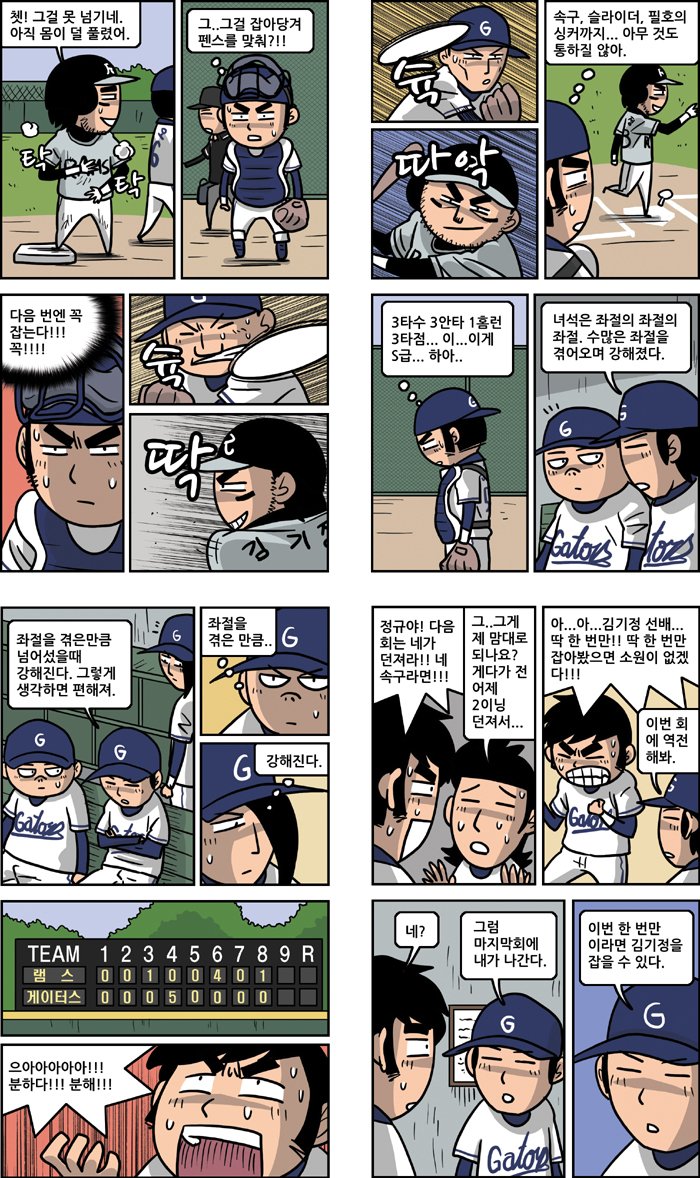 쳇! 그걸 못 넘기네.
아직 몸이 덜 풀렸어.
탁
탁
그..그걸 잡아당겨
펜스를 맞춰?!!
다음 번엔 꼭
잡는다!!!
꼭!!!!
G
슉
딱
김기정
G
슉
따악
속구, 슬라이더, 필호의
싱커까지... 아무 것도
통하질 않아.
3타수 3안타 1홈런
3타점... 이...이게
S급... 하아..
G
녀석은 좌절의 좌절의
좌절. 수많은 좌절을
겪어오며 강해졌다.
G
G
Gators
tors
좌절을 겪은만큼
넘어섰을때
강해진다. 그렇게
생각하면 편해져.
G
G
Gators
좌절을
겪은 만큼..
G
강해진다.
G
TEAM 1 2 3 4 5 6 7 8 9 R
램 스 0 0 1 0 0 4 0 1
게이터스 0 0 0 5 0 0 0 0
으아아아아아!!!
분하다!!! 분해!!!
정규야! 다음
회는 네가
던져라!! 네
속구라면!!!
그..그게
제 맘대로
되나요?
게다가 전
어제
2이닝
던져서...
아...아...김기정 선배...
딱 한 번만!! 딱 한 번만
잡아봤으면 소원이 없겠
다!!!
Gators
이번 회
에 역전
해봐.
G
네?
그럼
마지막회에
내가 나간다.
G
Gators
이번 한 번만
이라면 김기정을
잡을 수 있다.
G